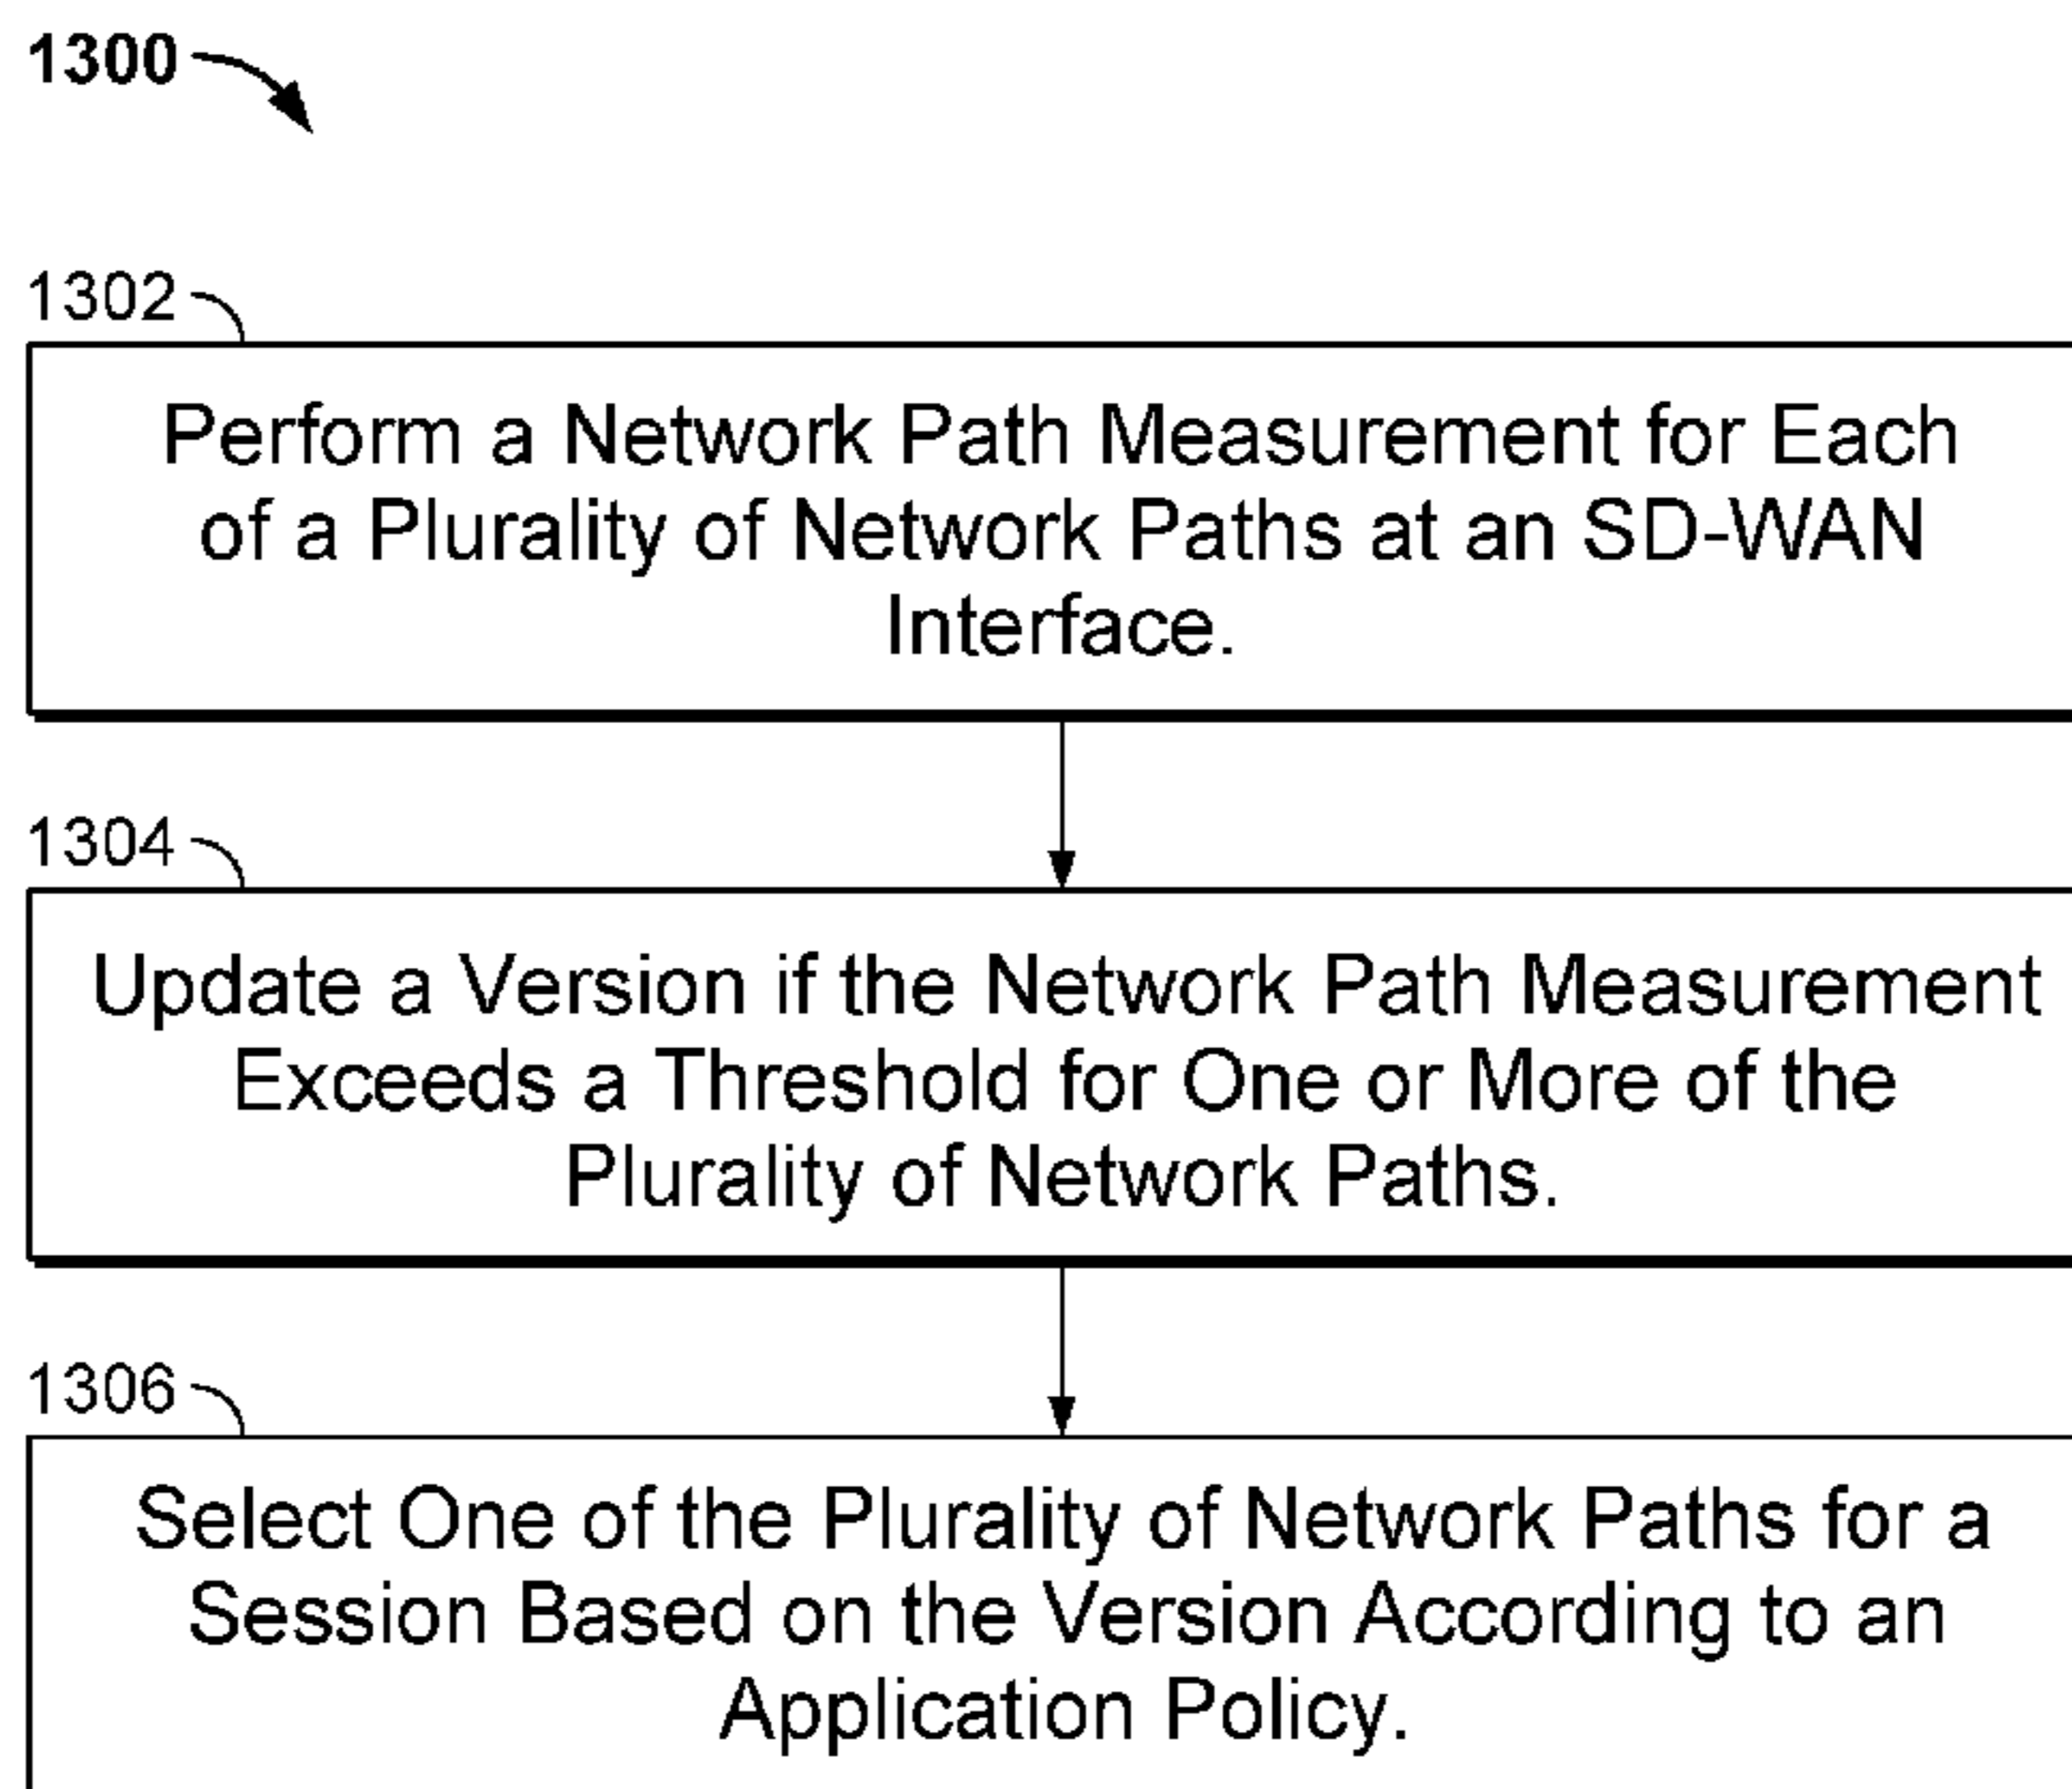 1300
1302
Perform a Network Path Measurement for Each
of a Plurality of Network Paths at an SD-WAN
Interface.
1304
Update a Version if the Network Path Measurement
Exceeds a Threshold for One or More of the
Plurality of Network Paths.
1306
Select One of the Plurality of Network Paths for a
Session Based on the Version According to an
Application Policy.